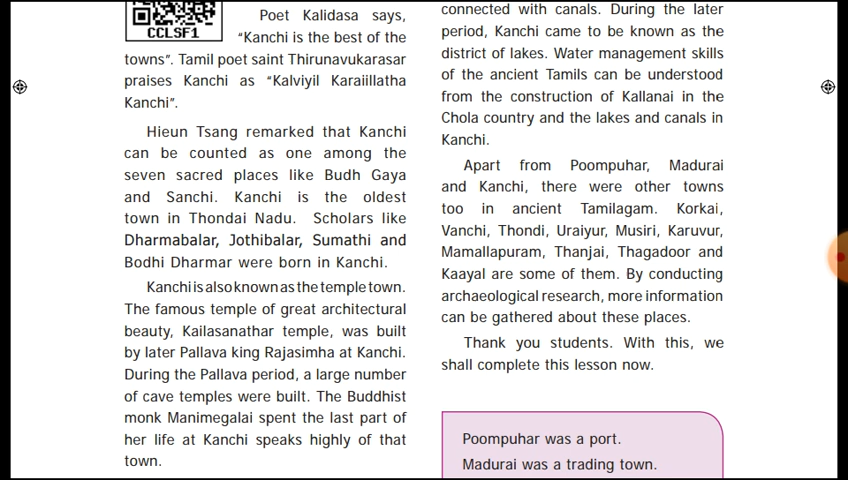 CCLSF1
Poet Kalidasa says,
"Kanchi is the best of the
towns". Tamil poet saint Thirunavukarasar
praises Kanchi as "Kalviyil Karaiillatha
Kanchi".
Hieun Tsang remarked that Kanchi
can be counted as one among the
seven sacred places like Budh Gaya
and Sanchi. Kanchi is the oldest
town in Thondai Nadu. Scholars like
Dharmabalar, Jothibalar, Sumathi and
Bodhi Dharmar were born in Kanchi.
Kanchi is also known as the temple town.
The famous temple of great architectural
beauty, Kailasanathar temple, was built
by later Pallava king Rajasimha at Kanchi.
During the Pallava period, a large number
of cave temples were built. The Buddhist
monk Manimegalai spent the last part of
her life at Kanchi speaks highly of that
town.
connected with canals. During the later
period, Kanchi came to be known as the
district of lakes. Water management skills
of the ancient Tamils can be understood
from the construction of Kallanai in the
Chola country and the lakes and canals in
Kanchi.
Apart from Poompuhar, Madurai
and Kanchi, there were other towns
too in ancient Tamilagam. Korkai,
Vanchi, Thondi, Uraiyur, Musiri, Karuvur,
Mamallapuram, Thanjai, Thagadoor and
Kaayal are some of them. By conducting
archaeological research, more information
can be gathered about these places.
Thank you students. With this, we
shall complete this lesson now.
Poompuhar was a port.
Madurai was a trading town.